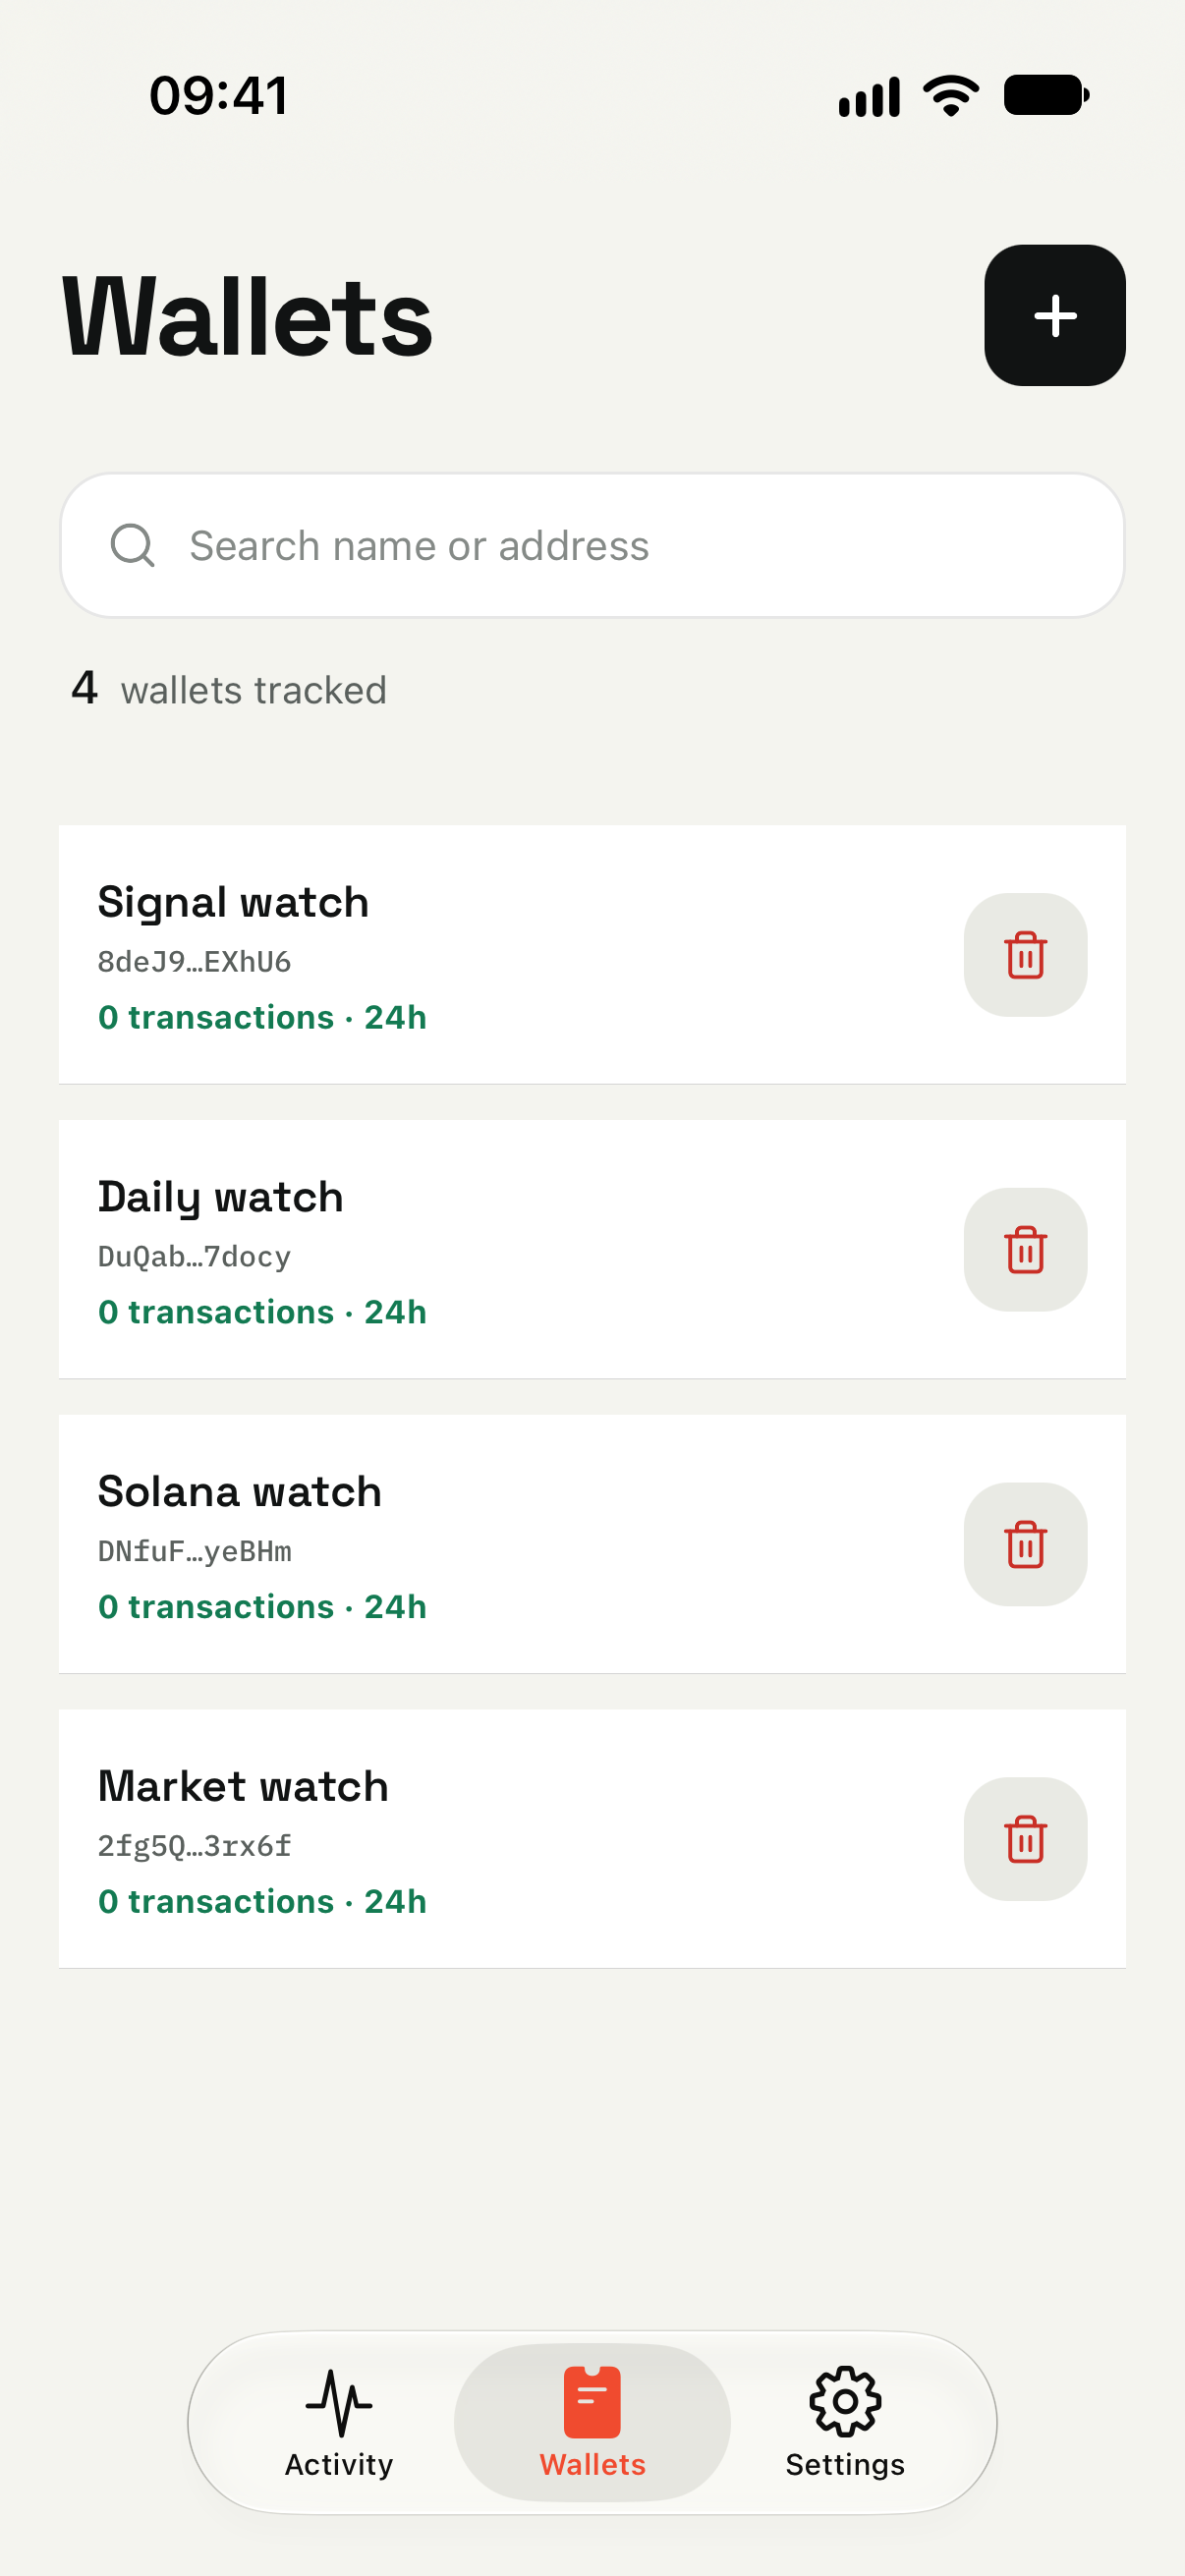 09:41
Wallets
Search name or address
4 wallets tracked
Signal watch
8deJ9…EXhU6
0 transactions · 24h
Daily watch
DuQab…7docy
0 transactions · 24h
Solana watch
DNfuF…yeBHm
0 transactions · 24h
Market watch
2fg5Q…3rx6f
0 transactions · 24h
Activity
Wallets
Settings